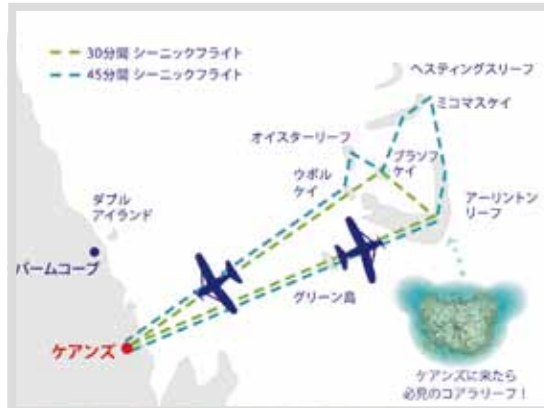 30分間 シーニックフライト
45分間 シーニックフライト
ヘスティングスリーフ
ミコマスケイ
オイスターリーフ
ブラソフ
ケイ
ウポル
ケイ
アーリントン
リーフ
ダブル
アイランド
パームコーブ
グリーン島
ケアンズ
ケアンズに来たら
必見のコアラリーフ!